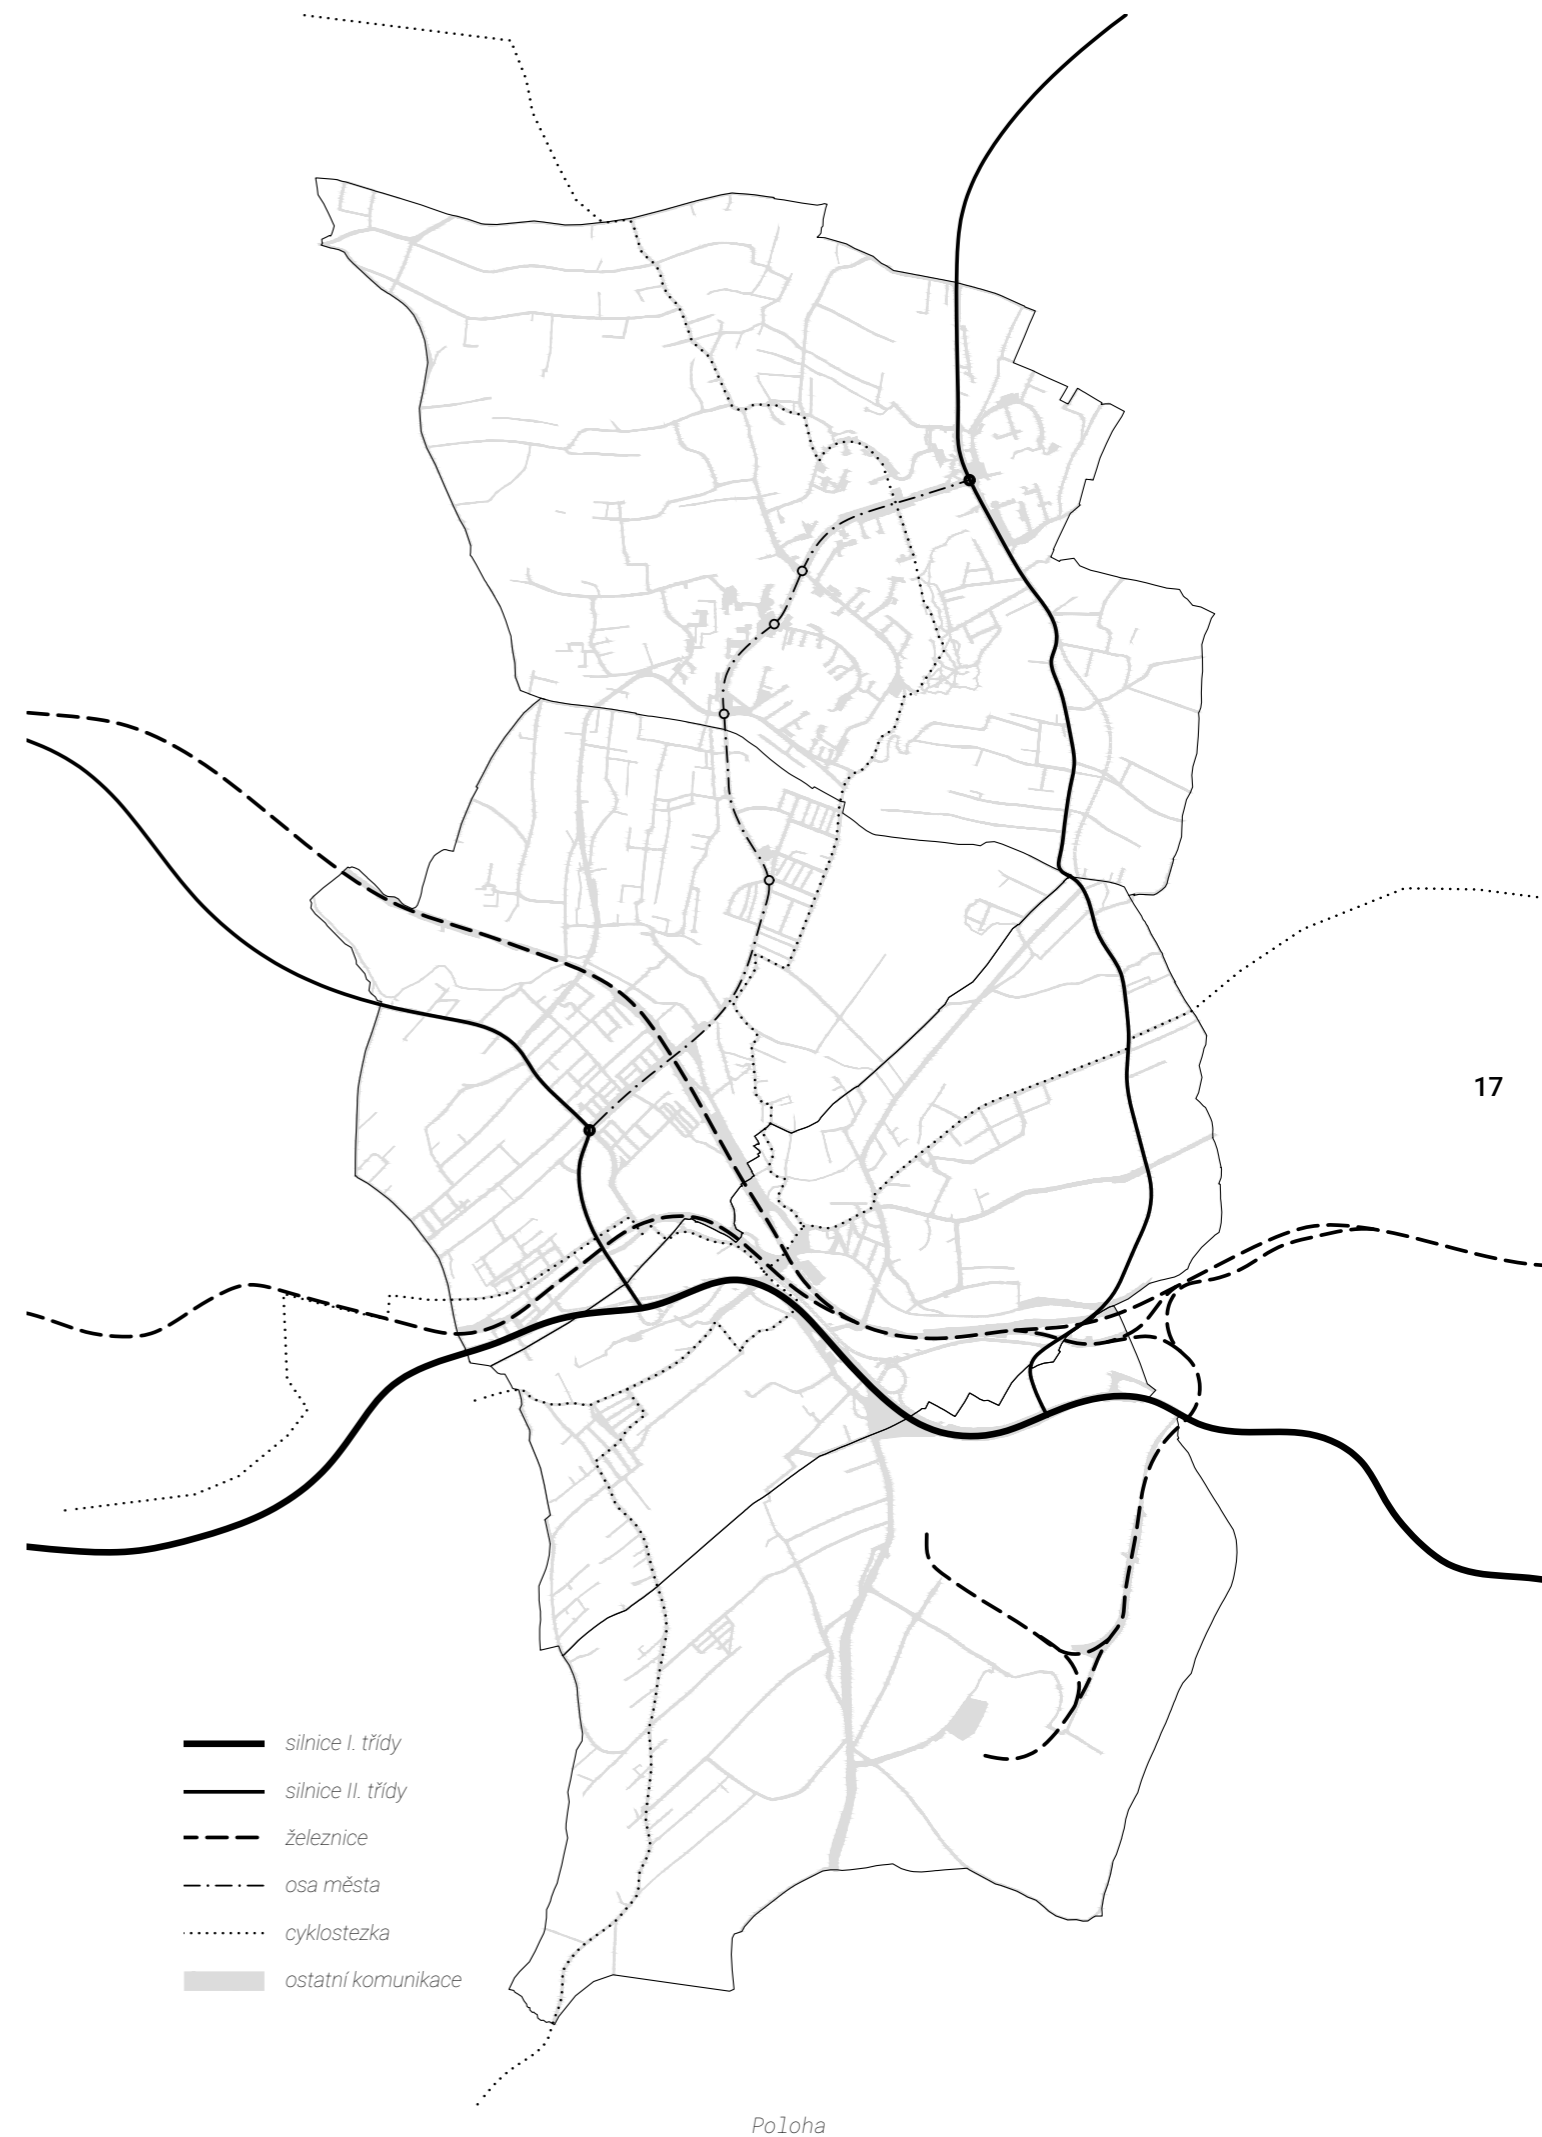 17
silnice I. třídy
silnice II. třídy
železnice
osa města
cyklostezka
ostatní komunikace
Poloha